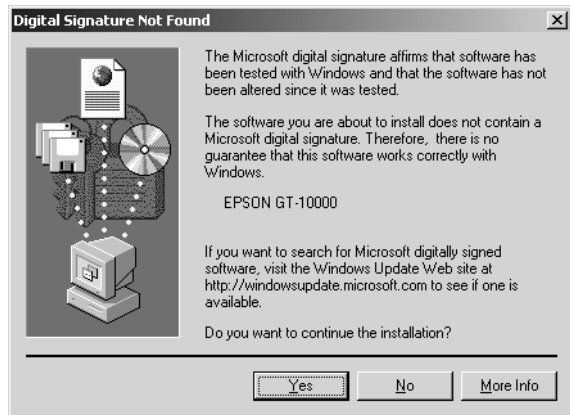 Digital Signature Not Found
The Microsoft digital signature affirms that software has
been tested with Windows and that the software has not
been altered since it was tested.
The software you are about to install does not contain a
Microsoft digital signature. Therefore, there is no
guarantee that this software works correctly with
Windows.
EPSON GT-10000
If you want to search for Microsoft digitally signed
software, visit the Windows Update Web site at
http://windowsupdate.microsoft.com to see if one is
available.
Do you want to continue the installation?
Yes No More Info